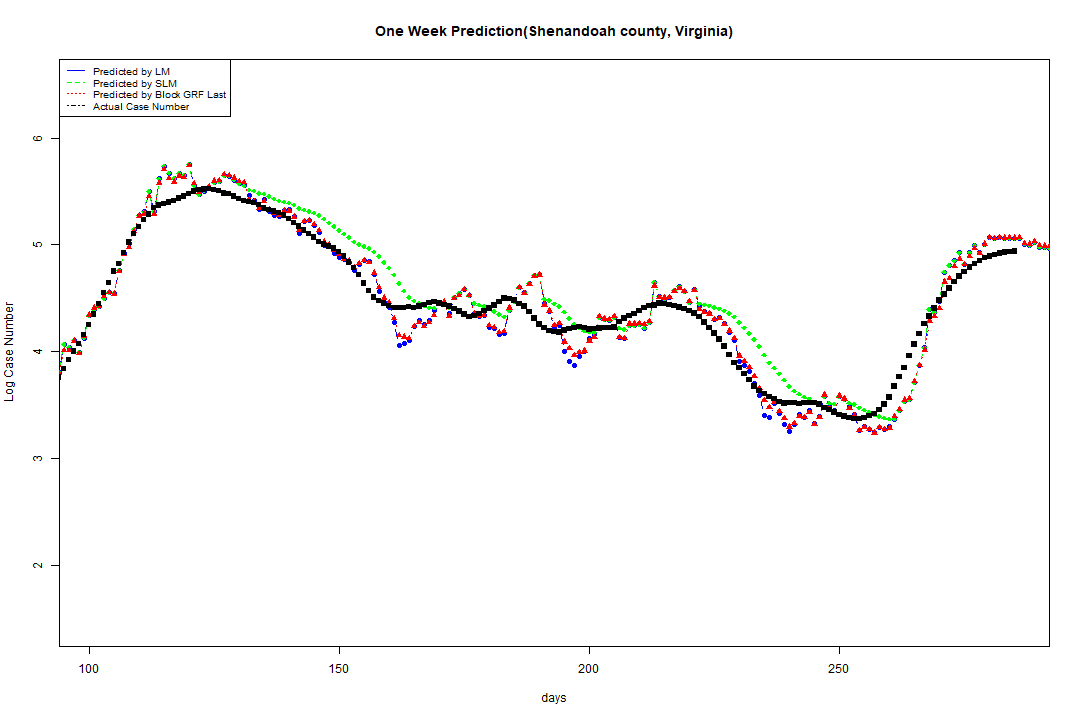 One Week Prediction(Shenandoah county, Virginia)
Predicted by LM
Predicted by SLM
Predicted by Block GRF Last
Actual Case Number
6
5
4
3
2
Log Case Number
100 150 200 250
days